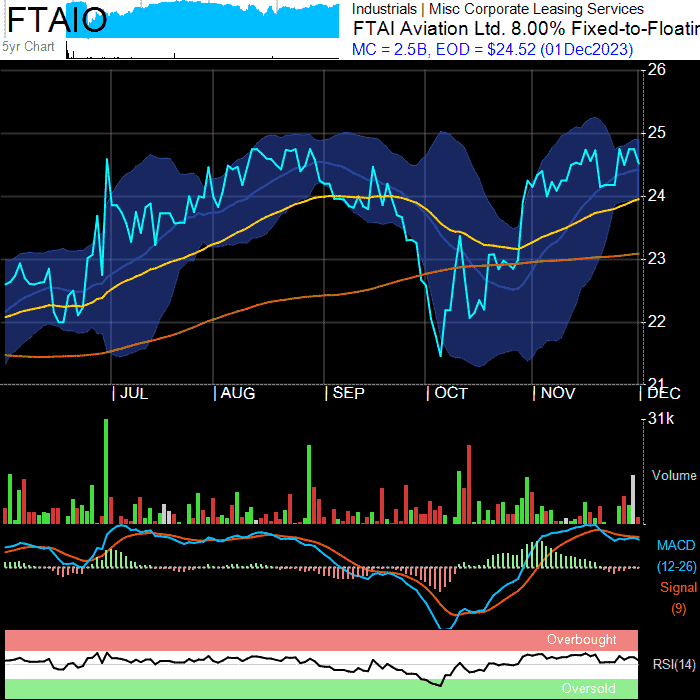 FTAIO
5yr Chart
Industrials | Misc Corporate Leasing Services
FTAI Aviation Ltd. 8.00% Fixed-to-Floatin
MC = 2.5B, EOD = $24.52 (01Dec2023)
26
25
24
23
22
21
JUL AUG SEP OCT NOV DEC
31k
Volume
MACD
(12-26)
Signal
(9)
Overbought
RSI(14)
Oversold